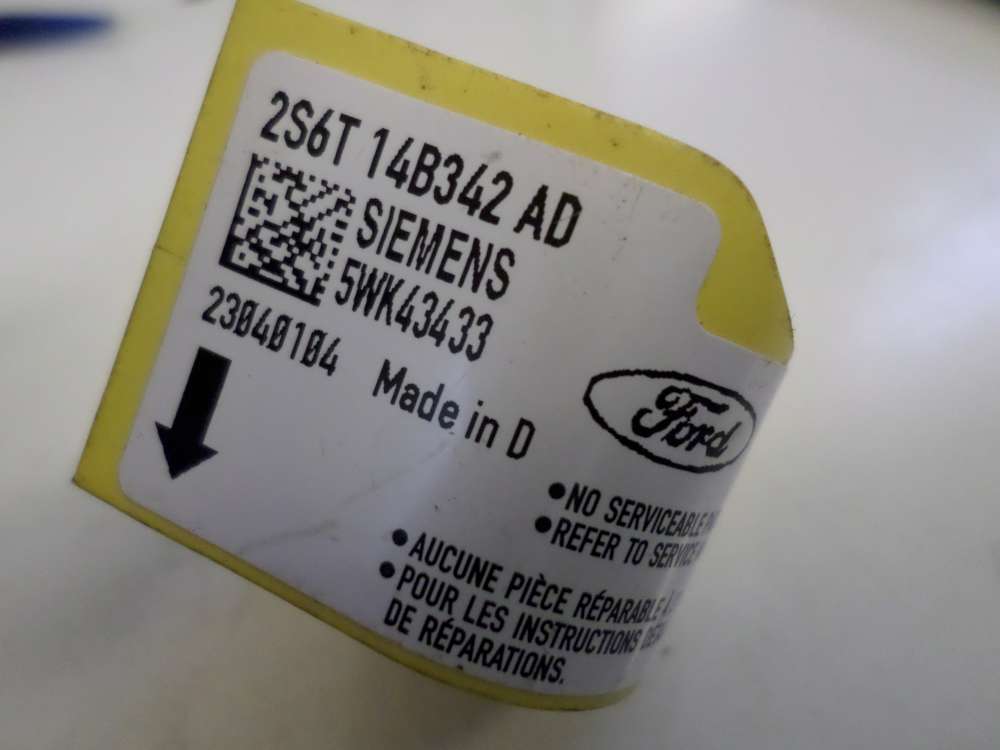 2S6T 14B342 AD
SIEMENS
5WK43433
23040104
Made in D
Ford
•NO SERVICEABLE
•REFER TO SERVICE
•AUCUNE PIÈCE RÉPARABLE
•POUR LES INSTRUCTIONS
DE RÉPARATIONS.